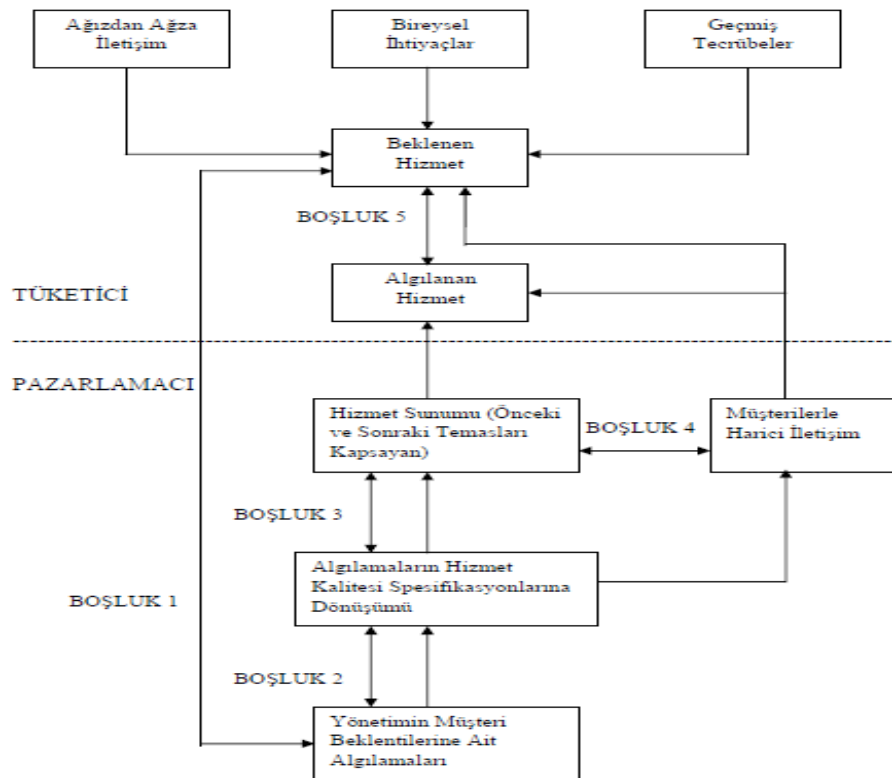 Ağızdan Ağza
İletişim
Bireysel
İhtiyaçlar
Geçmiş
Tecrübeler
Beklenen
Hizmet
BOŞLUK 5
Algılanan
Hizmet
TÜKETİCİ
PAZARLAMACI
Hizmet Sunumu (Önceki
ve Sonraki Temasları
Kapsayan)
BOŞLUK 4
Müşterilerle
Harici İletişim
BOŞLUK 3
Algılamaların Hizmet
Kalitesi Spesifikasyonlarına
Dönüşümü
BOŞLUK 1
BOŞLUK 2
Yönetimin Müşteri
Beklentilerine Ait
Algılamaları